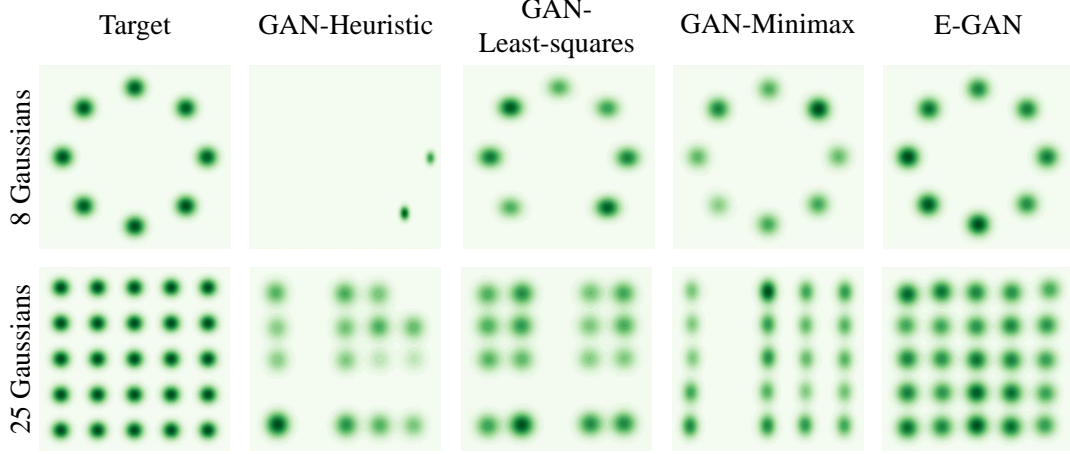 Target
GAN-Heuristic
GAN-
Least-squares
GAN-Minimax
E-GAN
8 Gaussians
25 Gaussians